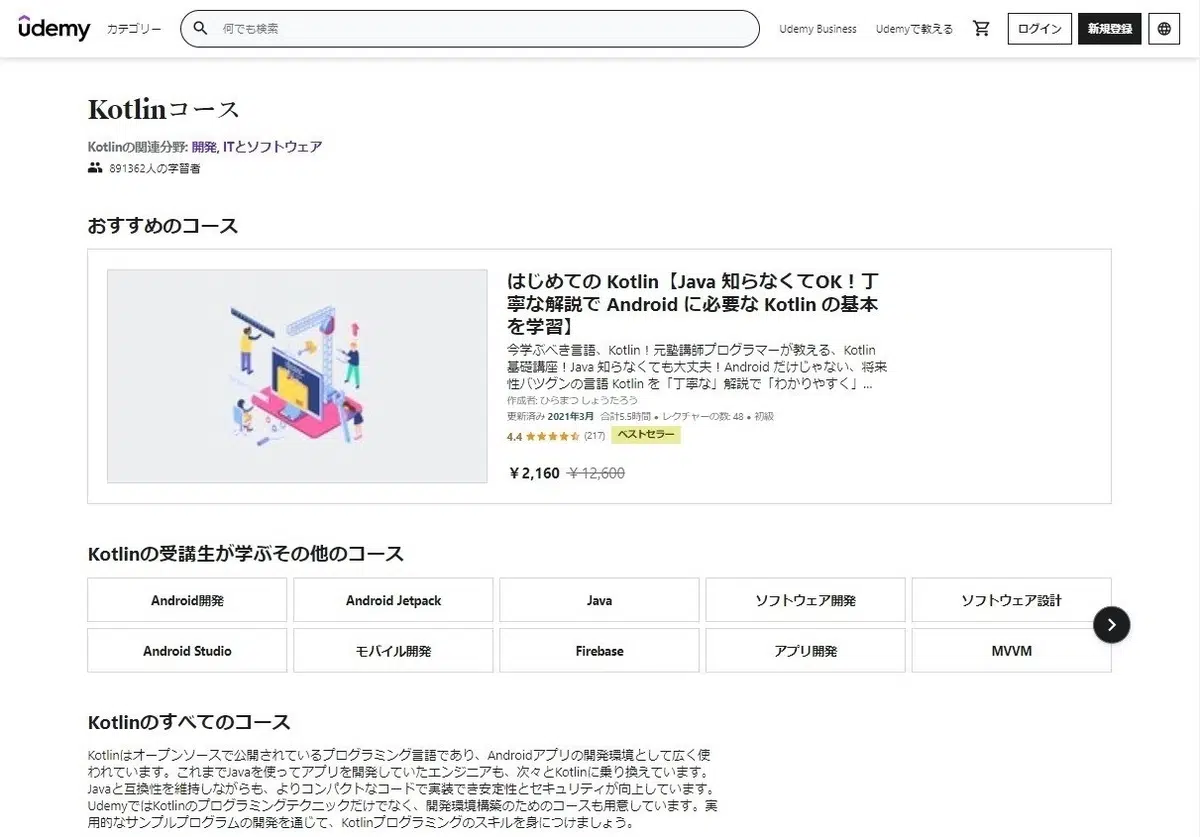 ûdemy カテゴリー 何でも検索 Udemy Business Udemyで教える ログイン 新規登録
Kotlinコース
Kotlinの関連分野: 開発, ITとソフトウェア
891362人の学習者
おすすめのコース
はじめての Kotlin【Java 知らなくてOK！丁
寧な解説で Android に必要な Kotlin の基本
を学習】
今学ぶべき言語、Kotlin！元塾講師プログラマーが教える、Kotlin
基礎講座！Java 知らなくても大丈夫！Android だけじゃない、将来
性バツグンの言語 Kotlin を「丁寧な」解説で「わかりやすく」...
作成者: ひらまつ しょうたろう
更新済み 2021年3月 合計5.5時間 • レクチャーの数: 48 • 初級
4.4 ★★★★★ (217) ベストセラー
￥2,160 ￥12,600
Kotlinの受講生が学ぶその他のコース
Android開発 Android Jetpack Java ソフトウェア開発 ソフトウェア設計
Android Studio モバイル開発 Firebase アプリ開発 MVVM
Kotlinのすべてのコース
Kotlinはオープンソースで公開されているプログラミング言語であり、Androidアプリの開発環境として広く使
われています。これまでJavaを使ってアプリを開発していたエンジニアも、次々とKotlinに乗り換えています。
Javaと互換性を維持しながらも、よりコンパクトなコードで実装でき安定性とセキュリティが向上しています。
UdemyではKotlinのプログラミングテクニックだけでなく、開発環境構築のためのコースも用意しています。実
用的なサンプルプログラムの開発を通じて、Kotlinプログラミングのスキルを身につけましょう。